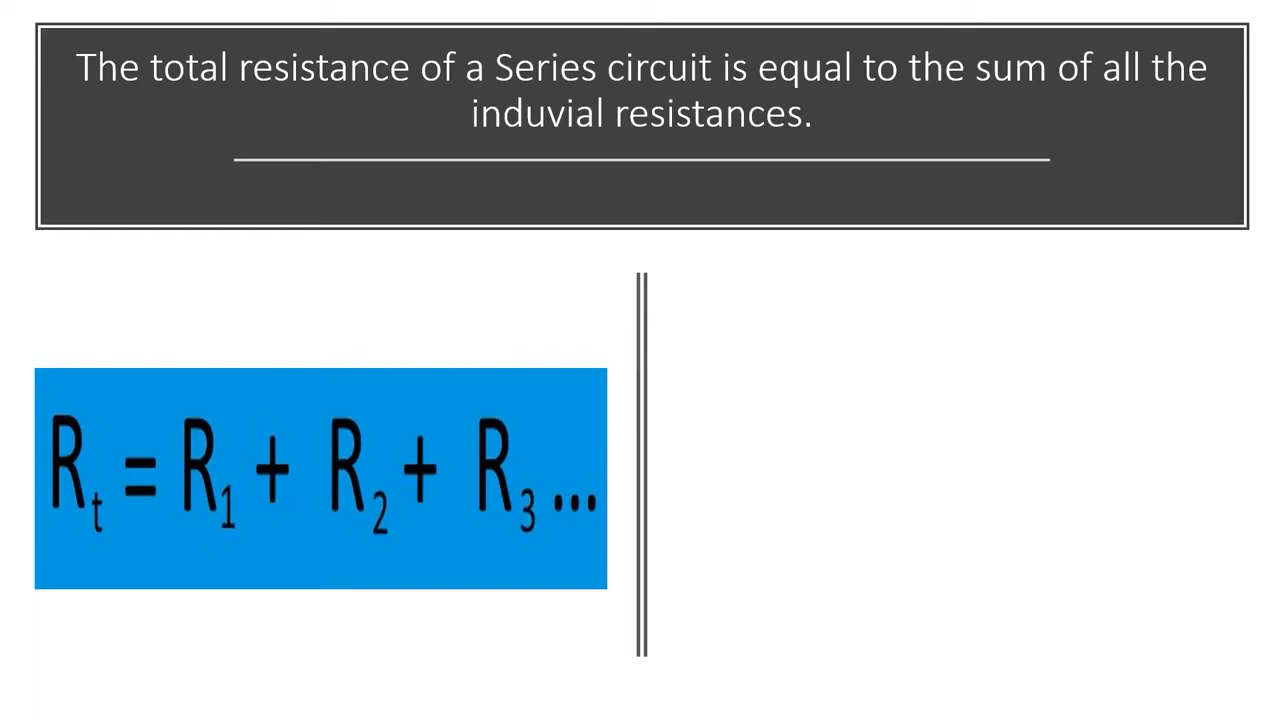 The total resistance of a Series circuit is equal to the sum of all the
induvial resistances.
Rₜ = R₁ + R₂ + R₃ ...